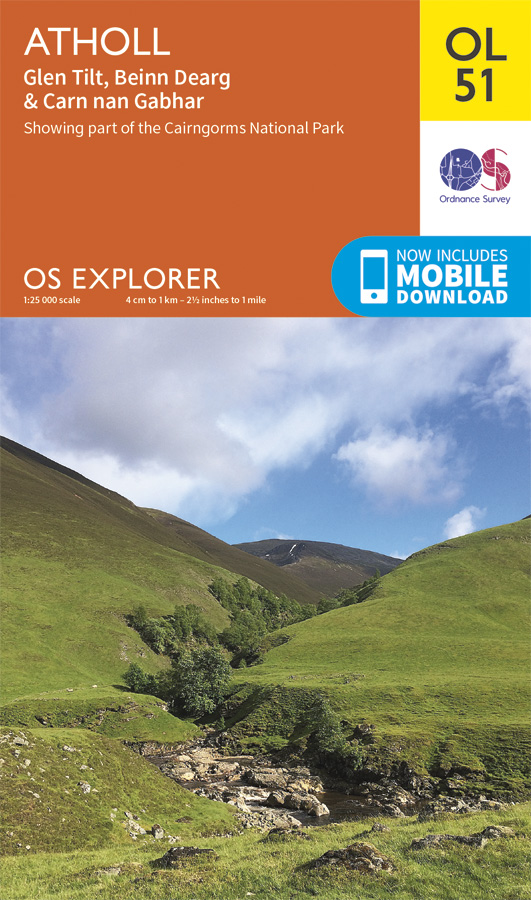 ATHOLL
Glen Tilt, Beinn Dearg
& Carn nan Gabhar
Showing part of the Cairngorms National Park
OL
51
OS
Ordnance Survey
OS EXPLORER
1:25 000 scale
4 cm to 1 km – 2½ inches to 1 mile
NOW INCLUDES
MOBILE
DOWNLOAD